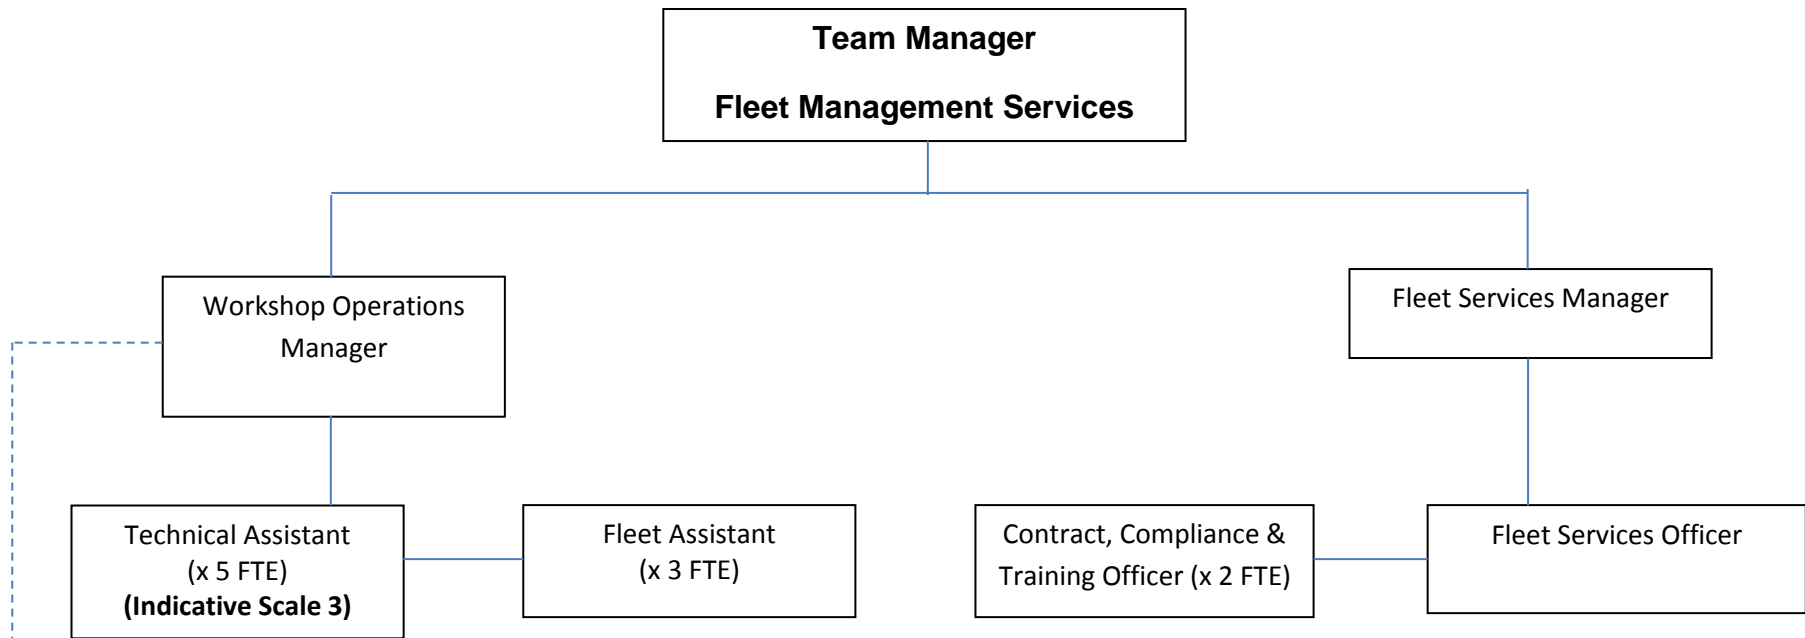 Team Manager
Fleet Management Services
Workshop Operations
Manager
Fleet Services Manager
Technical Assistant
(x 5 FTE)
(Indicative Scale 3)
Fleet Assistant
(x 3 FTE)
Contract, Compliance &
Training Officer (x 2 FTE)
Fleet Services Officer